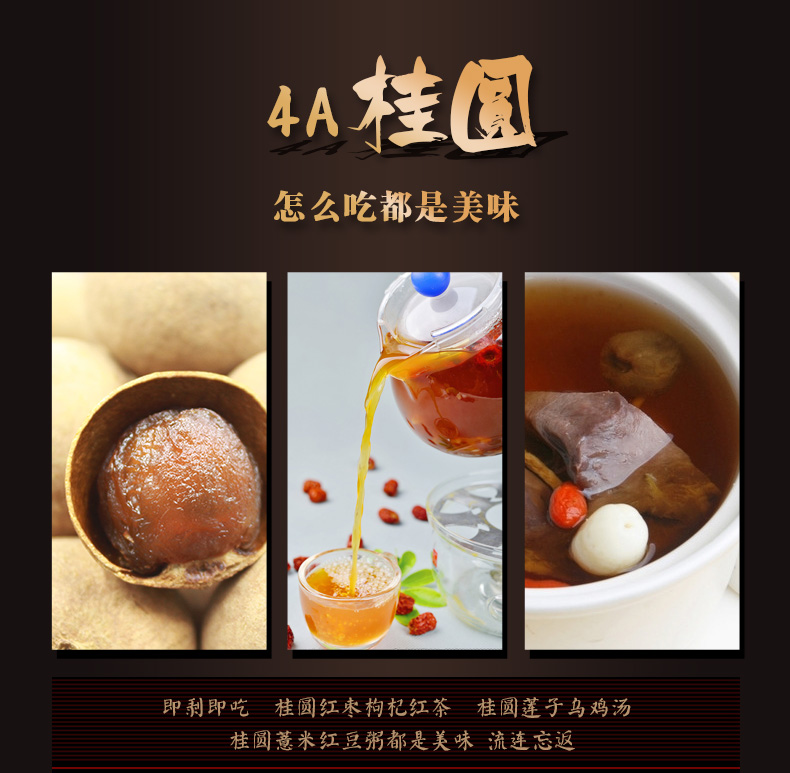 4A桂圆
怎么吃都是美味
即剥即吃 桂圆红枣枸杞红茶 桂圆莲子乌鸡汤
桂圆薏米红豆粥都是美味 流连忘返